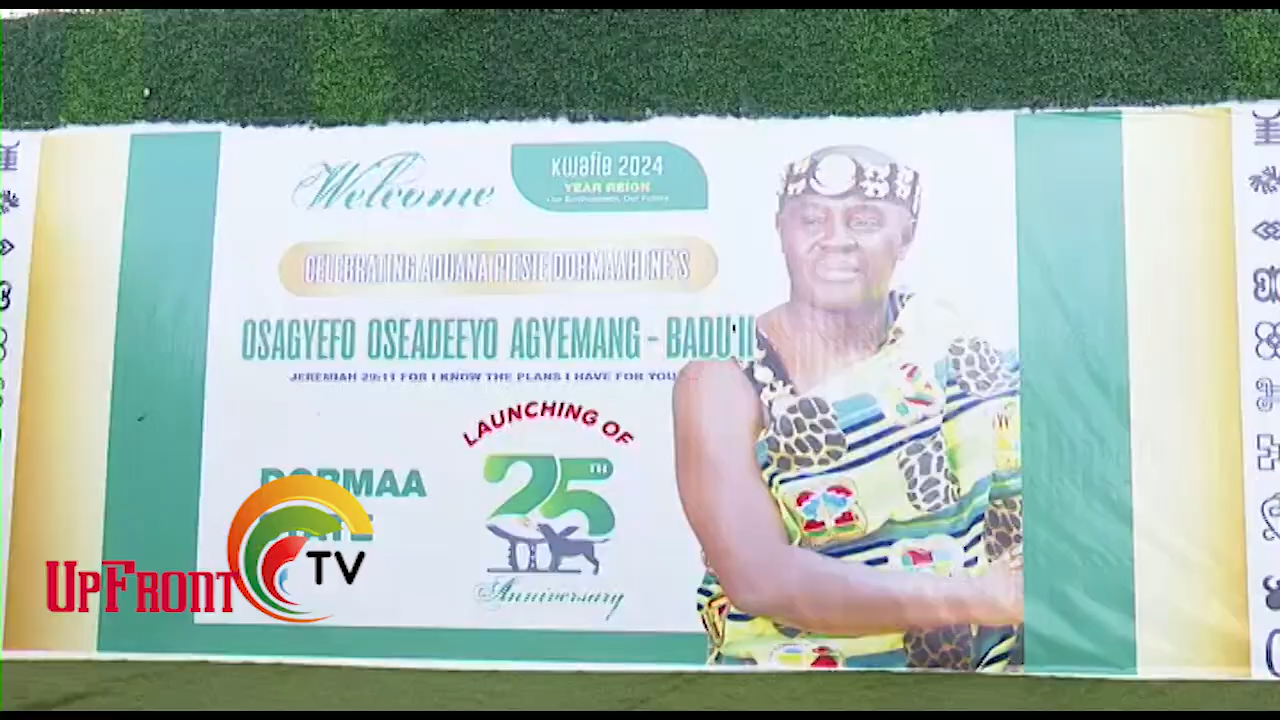 Welcome
KWAFIE 2024
YEAR REIGN
CELEBRATING ADUANA PIESIE DORMAAHENE'S
OSAGYEFO OSEADEEYO AGYEMANG - BADU II
JEREMIAH 29:11 FOR I KNOW THE PLANS I HAVE FOR YOU
LAUNCHING OF
25TH
Anniversary
DORMAA
UPFRONT TV